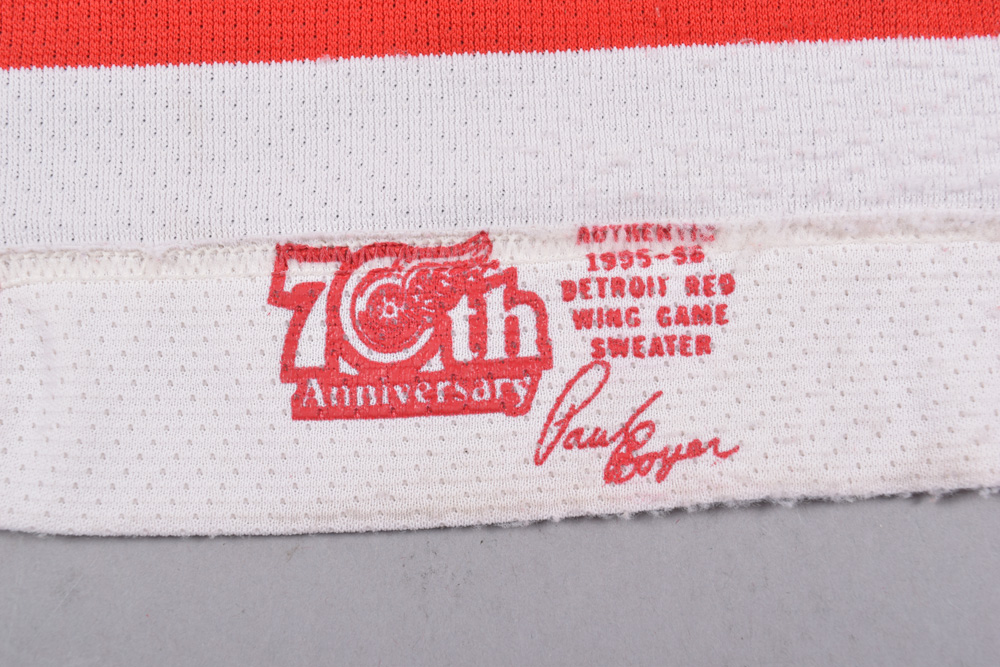 70th
Anniversary
AUTHENTIC
1995-96
DETROIT RED
WING GAME
SWEATER
Paul Boyer